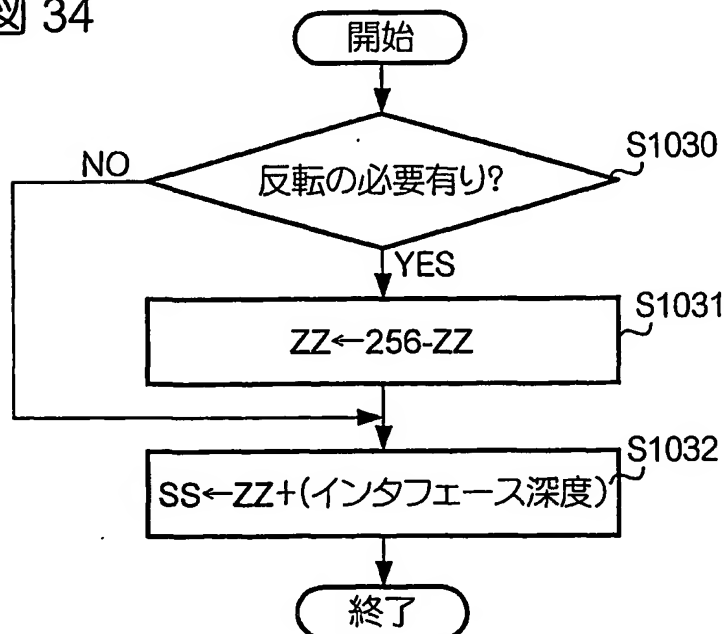 図 34
開始
反転の必要有り?
S1030
NO
YES
ZZ←256-ZZ
S1031
SS←ZZ+(インタフェース深度)
S1032
終了